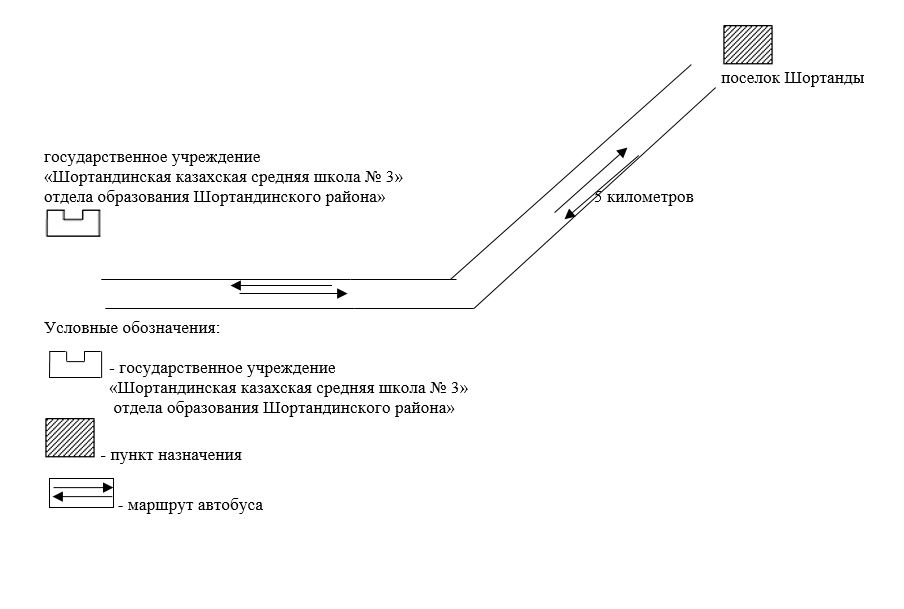 поселок Шортанды
государственное учреждение
«Шортандинская казахская средняя школа № 3»
отдела образования Шортандинского района»
5 километров
Условные обозначения:
- государственное учреждение
«Шортандинская казахская средняя школа № 3»
отдела образования Шортандинского района»
- пункт назначения
- маршрут автобуса